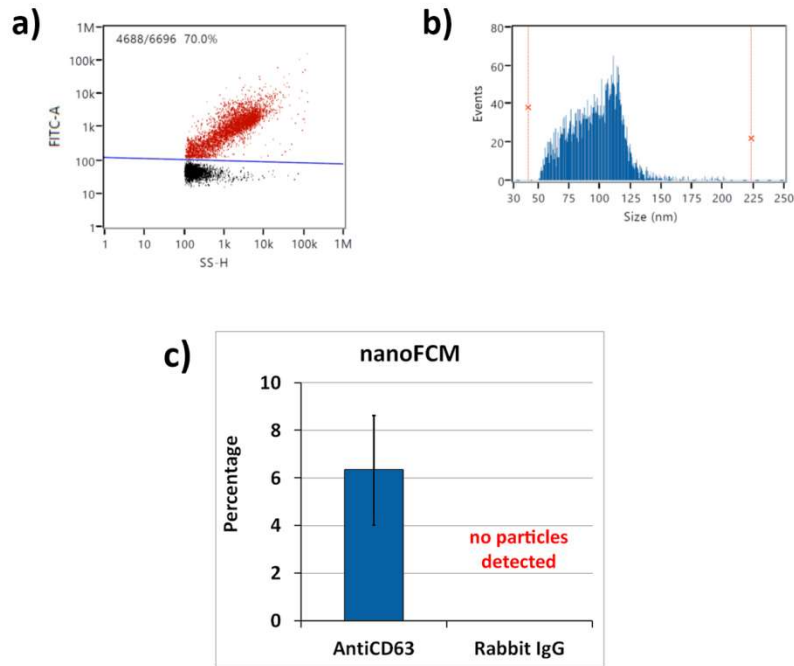 a)
4688/6696 70.0%
1M
100k
10k
1k
100
10
1
FITC-A
1 10 100 1k 10k 100k 1M
SS-H
b)
80
60
40
20
0
Events
30 50 75 100 125 150 175 200 225 250
Size (nm)
c)
nanoFCM
10
8
6
4
2
0
Percentage
no particles
detected
AntiCD63 Rabbit IgG